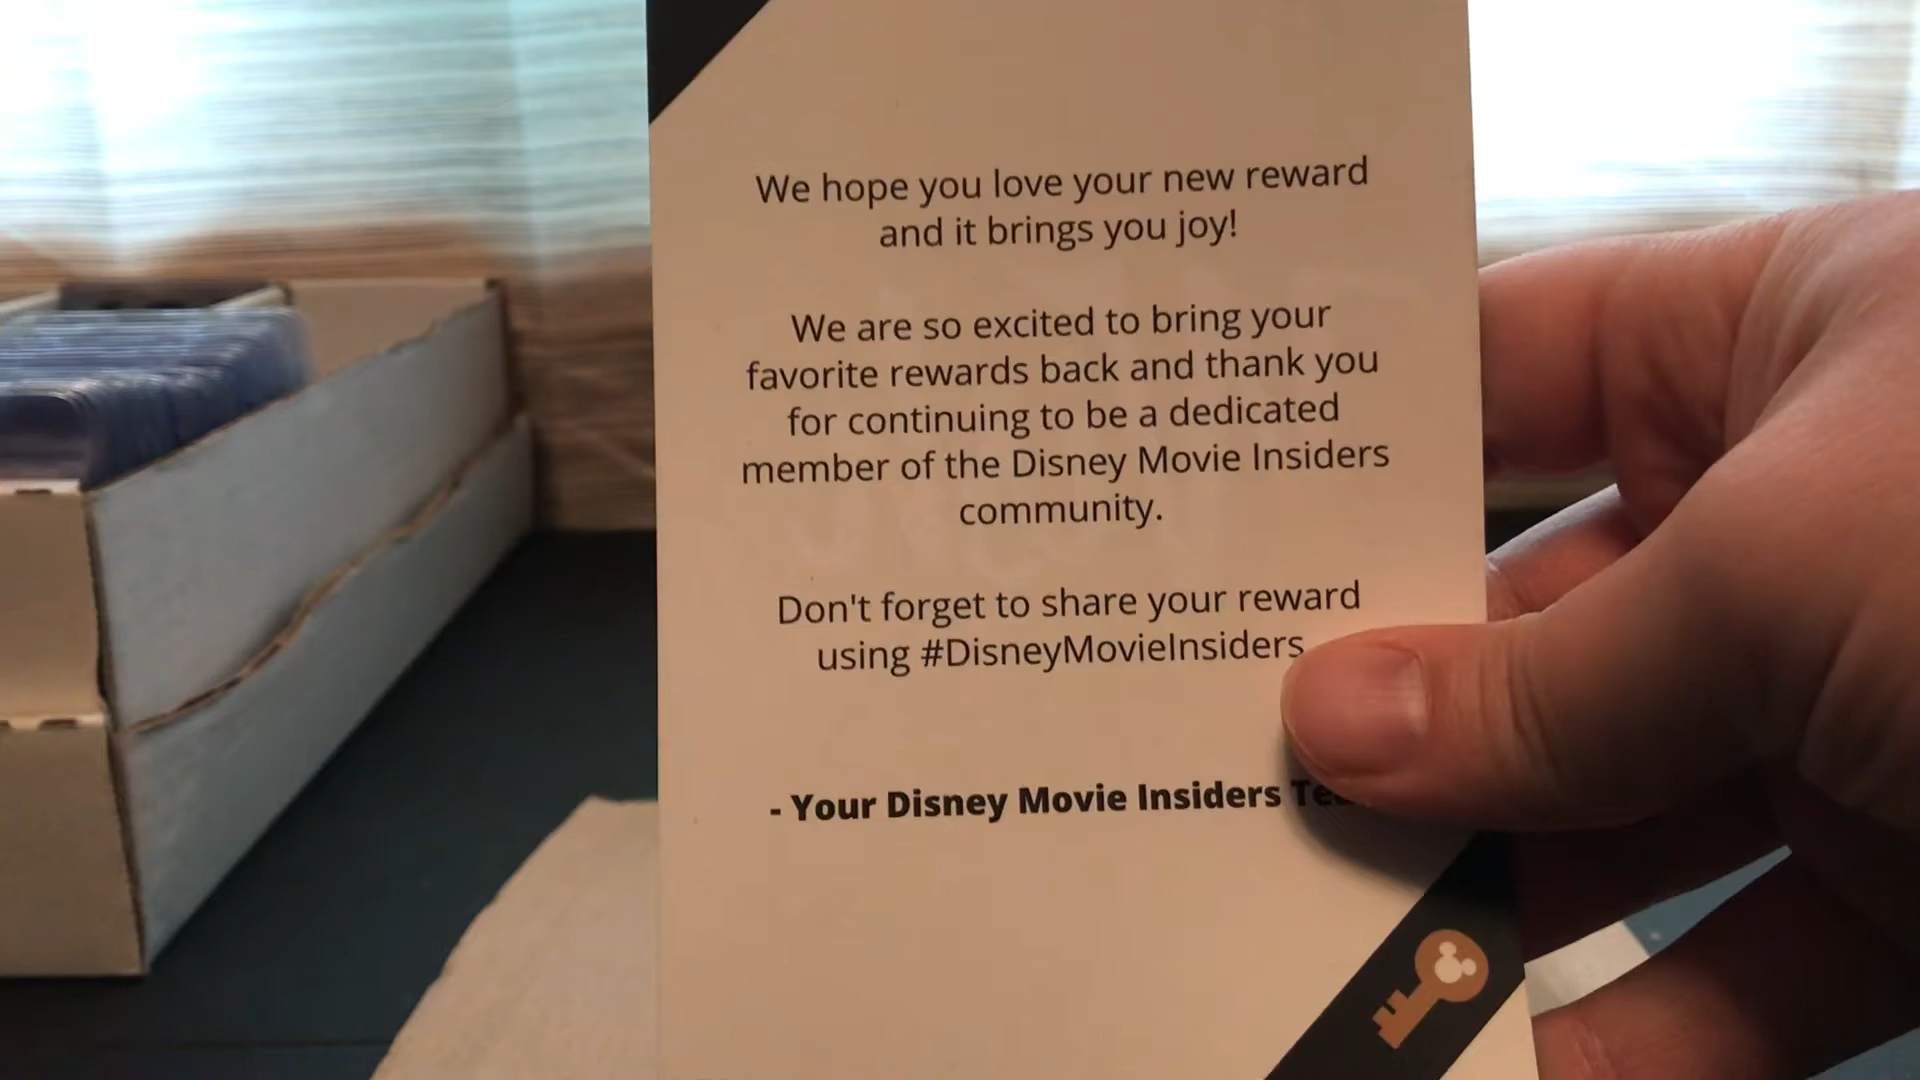 We hope you love your new reward
and it brings you joy!
We are so excited to bring your
favorite rewards back and thank you
for continuing to be a dedicated
member of the Disney Movie Insiders
community.
Don't forget to share your reward
using #DisneyMovieInsiders
- Your Disney Movie Insiders